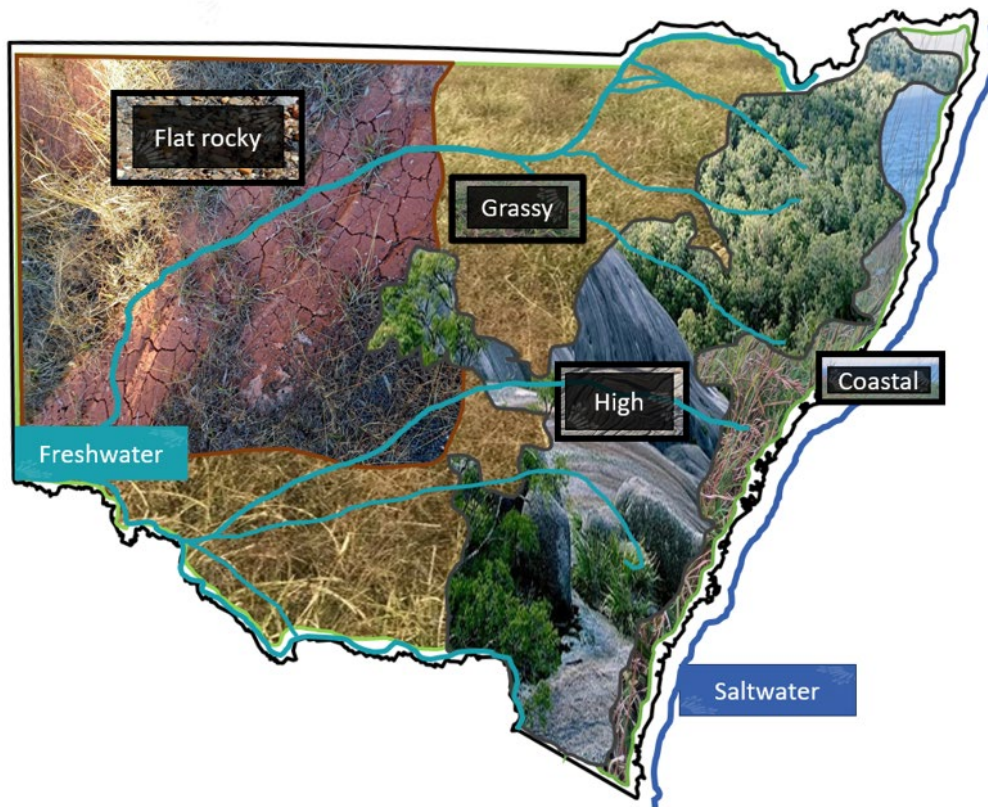 Flat rocky
Grassy
Coastal
High
Freshwater
Saltwater